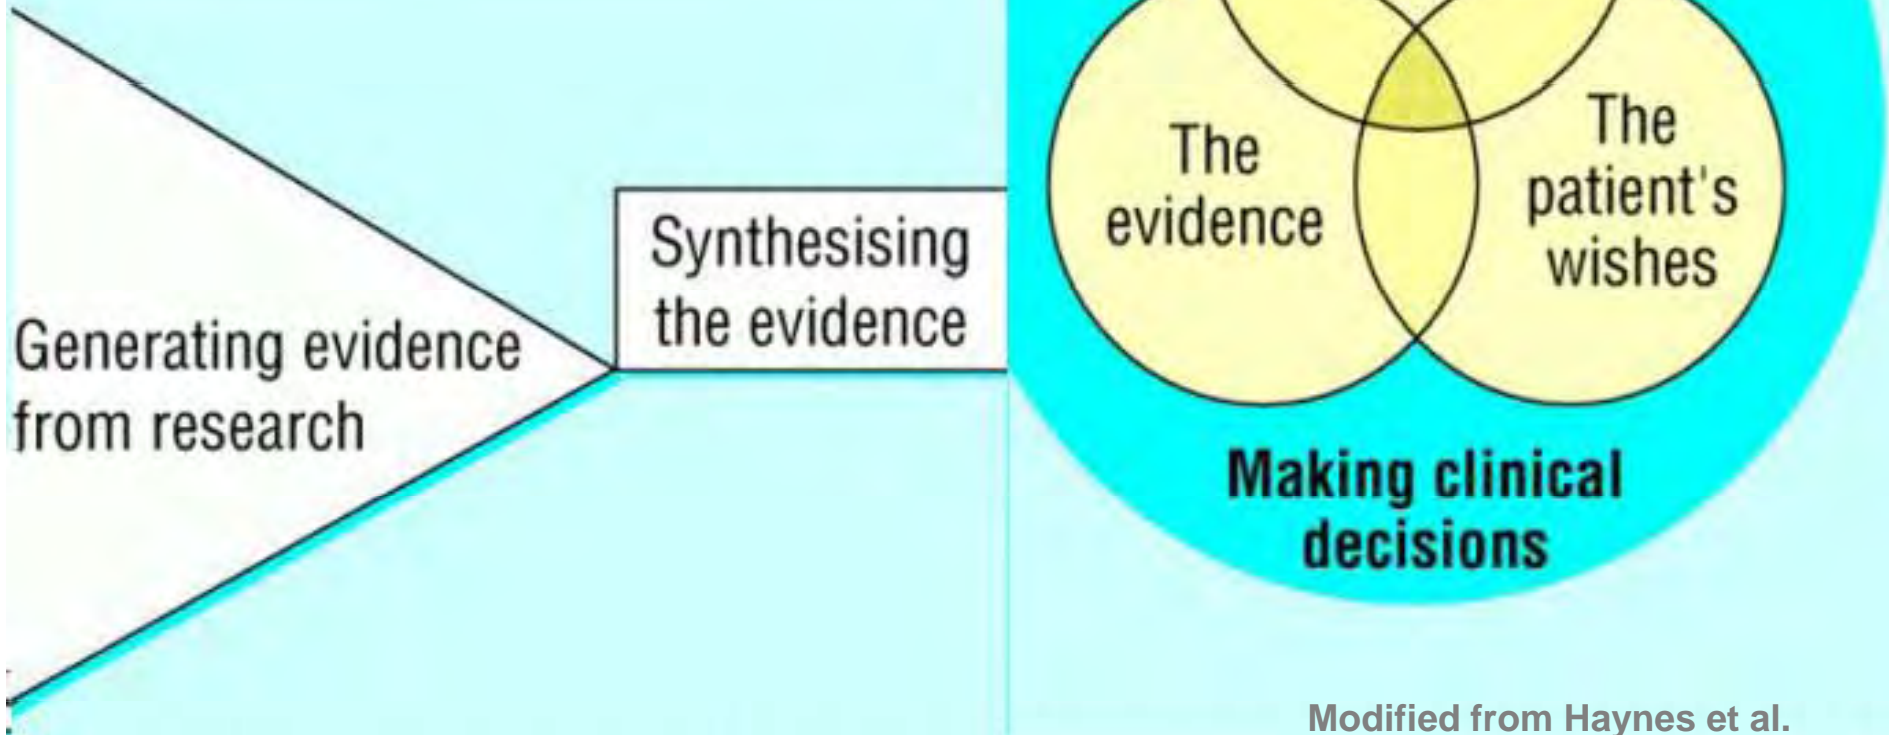 Generating evidence
from research
Synthesising
the evidence
The
evidence
The
patient's
wishes
Making clinical
decisions
Modified from Haynes et al.